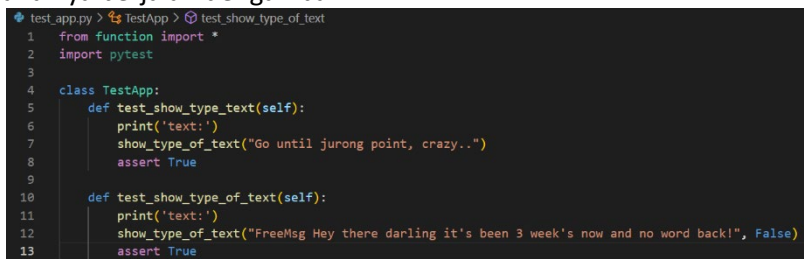 test_app.py > TestApp > test_show_type_of_text
1 from function import *
2 import pytest
3
4 class TestApp:
5     def test_show_type_text(self):
6         print('text:')
7         show_type_of_text("Go until jurong point, crazy..")
8         assert True
9
10     def test_show_type_of_text(self):
11         print('text:')
12         show_type_of_text("FreeMsg Hey there darling it's been 3 week's now and no word back!", False)
13         assert True